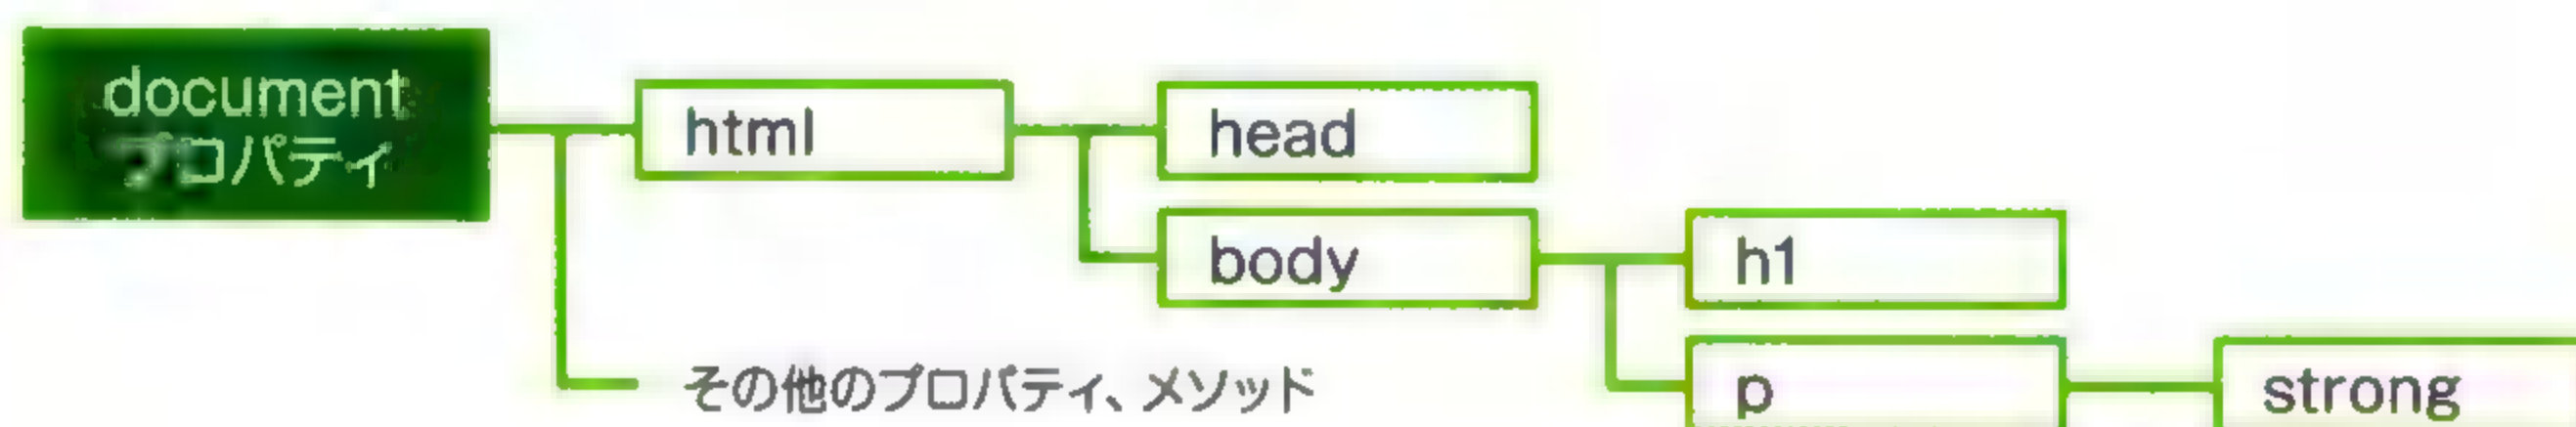 document
プロパティ
html
head
body
h1
その他のプロパティ、メソッド
p
strong